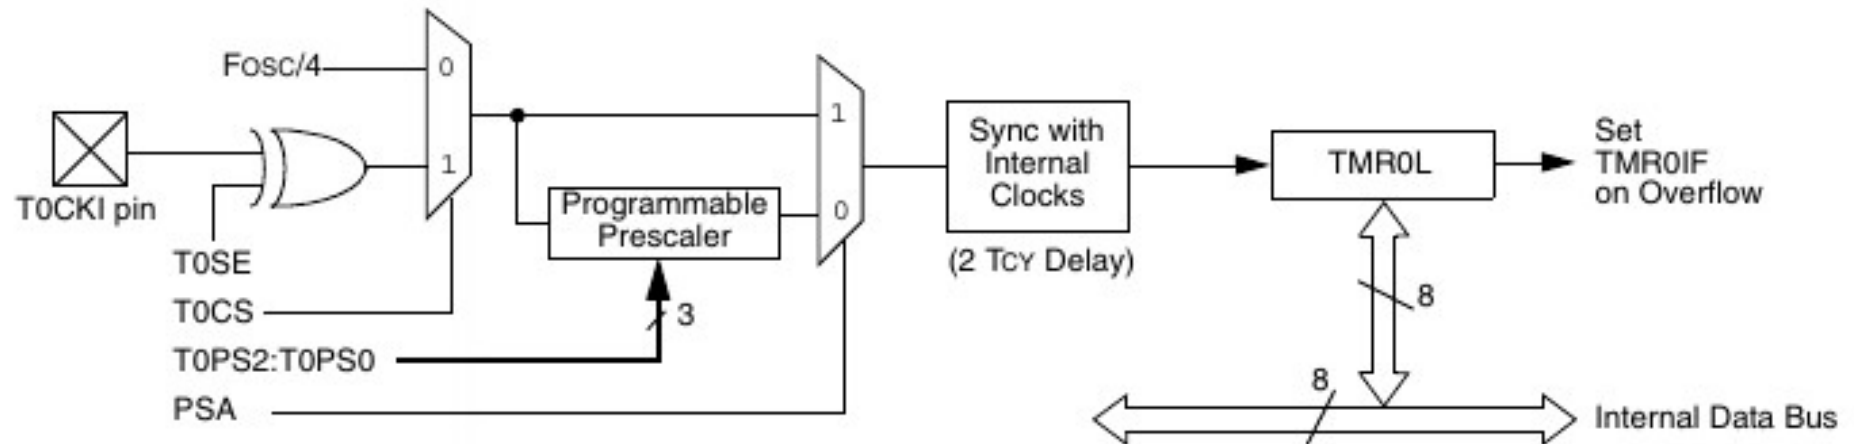 FOSC/4
0
1
T0CKI pin
T0SE
T0CS
T0PS2:T0PS0
PSA
Programmable
Prescaler
3
1
0
Sync with
Internal
Clocks
(2 TCY Delay)
TMR0L
Set
TMR0IF
on Overflow
8
8
Internal Data Bus